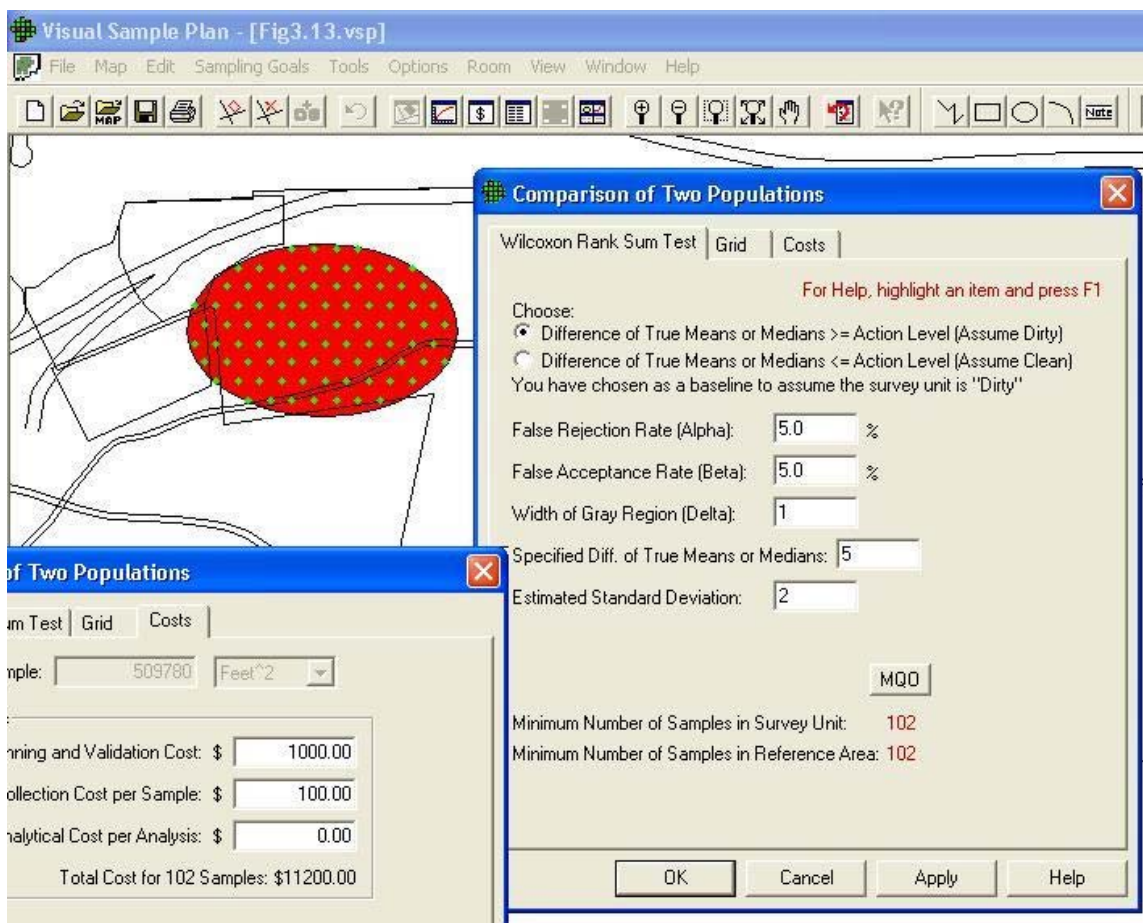 Visual Sample Plan - [Fig3.13.vsp]
File Map Edit Sampling Goals Tools Options Room View Window Help
MAP
$
Note
Comparison of Two Populations
Wilcoxon Rank Sum Test Grid Costs
For Help, highlight an item and press F1
Choose:
Difference of True Means or Medians >= Action Level (Assume Dirty)
Difference of True Means or Medians <= Action Level (Assume Clean)
You have chosen as a baseline to assume the survey unit is "Dirty"
False Rejection Rate (Alpha): 5.0 %
False Acceptance Rate (Beta): 5.0 %
Width of Gray Region (Delta): 1
Specified Diff. of True Means or Medians: 5
Estimated Standard Deviation: 2
MQO
Minimum Number of Samples in Survey Unit: 102
Minimum Number of Samples in Reference Area: 102
OK Cancel Apply Help
of Two Populations
um Test Grid Costs
mple: 509780 Feet^2
nning and Validation Cost: $ 1000.00
ollection Cost per Sample: $ 100.00
nalytical Cost per Analysis: $ 0.00
Total Cost for 102 Samples: $11200.00